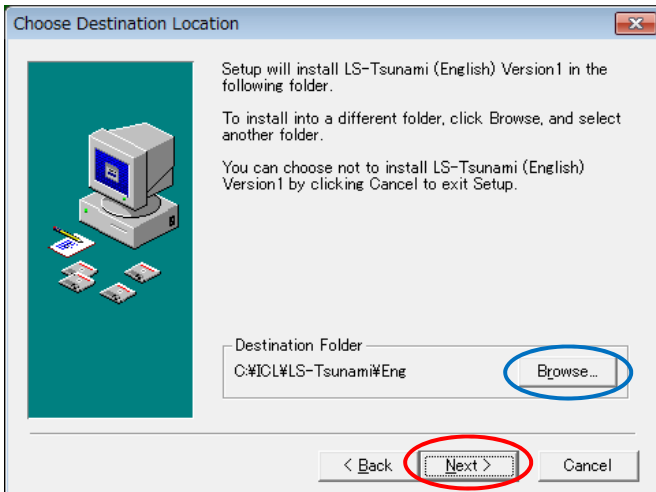 Choose Destination Location
Setup will install LS-Tsunami (English) Version1 in the
following folder.
To install into a different folder, click Browse, and select
another folder.
You can choose not to install LS-Tsunami (English)
Version1 by clicking Cancel to exit Setup.
Destination Folder
C:¥ICL¥LS-Tsunami¥Eng
Browse...
< Back
Next >
Cancel